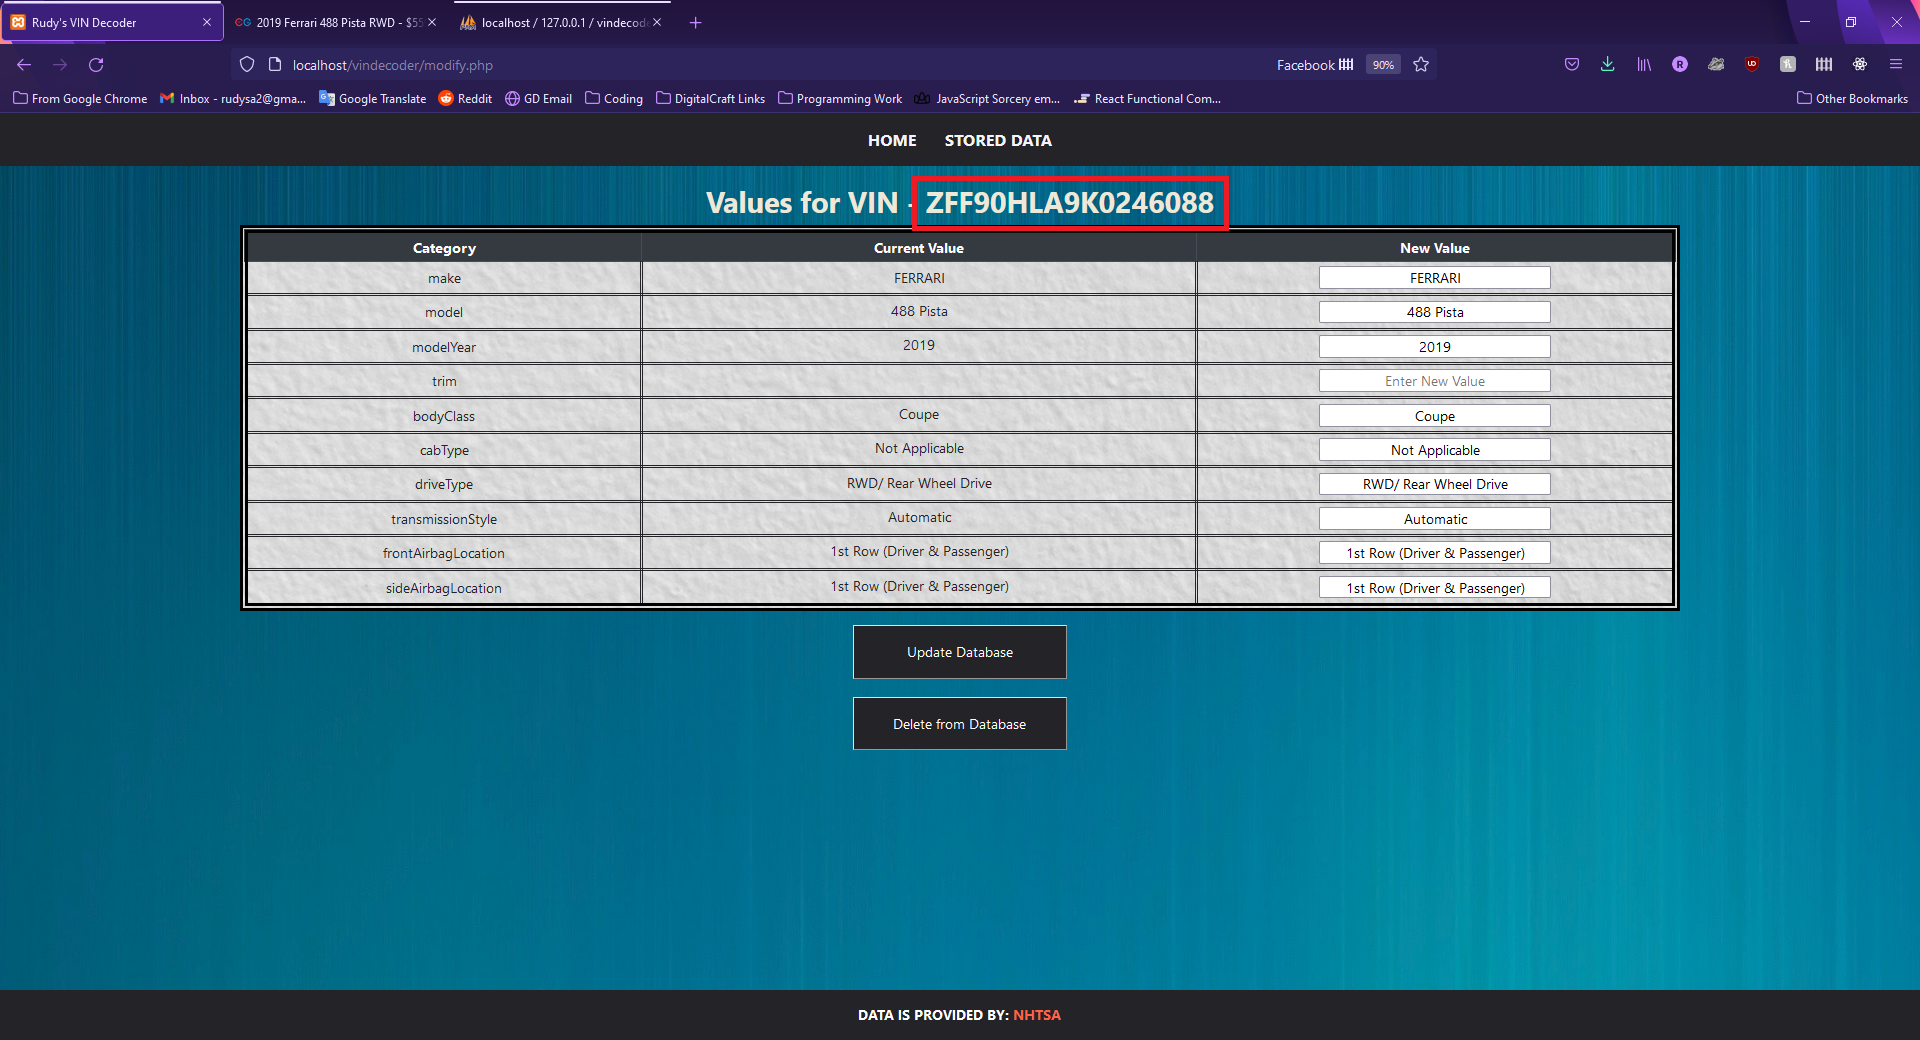 Rudy's VIN Decoder
2019 Ferrari 488 Pista RWD - $55
localhost / 127.0.0.1 / vindecod
localhost/vindecoder/modify.php
Facebook
90%
From Google Chrome
Inbox - rudysa2@gma...
Google Translate
Reddit
GD Email
Coding
DigitalCraft Links
Programming Work
JavaScript Sorcery em...
React Functional Com...
Other Bookmarks
HOME STORED DATA
Values for VIN - ZFF90HLA9K0246088
Category Current Value New Value
make FERRARI FERRARI
model 488 Pista 488 Pista
modelYear 2019 2019
trim Enter New Value
bodyClass Coupe Coupe
cabType Not Applicable Not Applicable
driveType RWD/ Rear Wheel Drive RWD/ Rear Wheel Drive
transmissionStyle Automatic Automatic
frontAirbagLocation 1st Row (Driver & Passenger) 1st Row (Driver & Passenger)
sideAirbagLocation 1st Row (Driver & Passenger) 1st Row (Driver & Passenger)
Update Database
Delete from Database
DATA IS PROVIDED BY: NHTSA